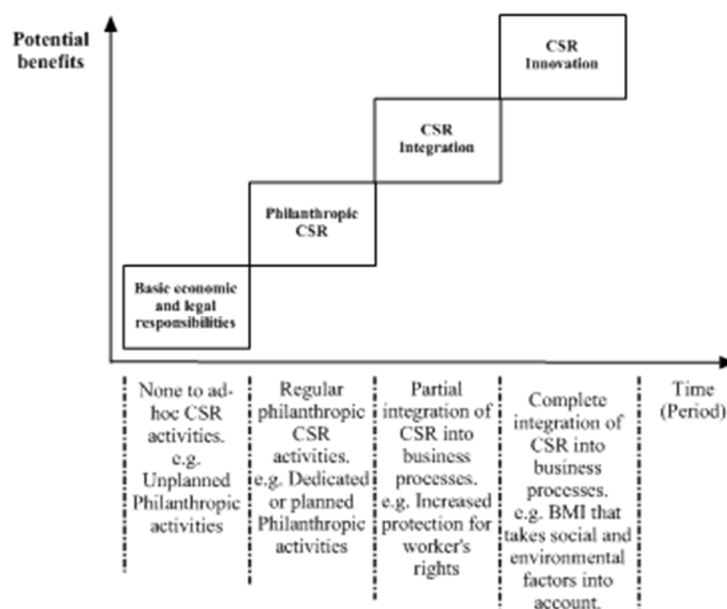 Potential
benefits
CSR
Innovation
CSR
Integration
Philanthropic
CSR
Basic economic
and legal
responsibilities
None to ad-
hoc CSR
activities.
e.g.
Unplanned
Philanthropic
activities
Regular
philanthropic
CSR
activities.
e.g. Dedicated
or planned
Philanthropic
activities
Partial
integration of
CSR into
business
processes.
e.g. Increased
protection for
worker's
rights
Complete
integration of
CSR into
business
processes.
e.g. BMI that
takes social and
environmental
factors into
account.
Time
(Period)